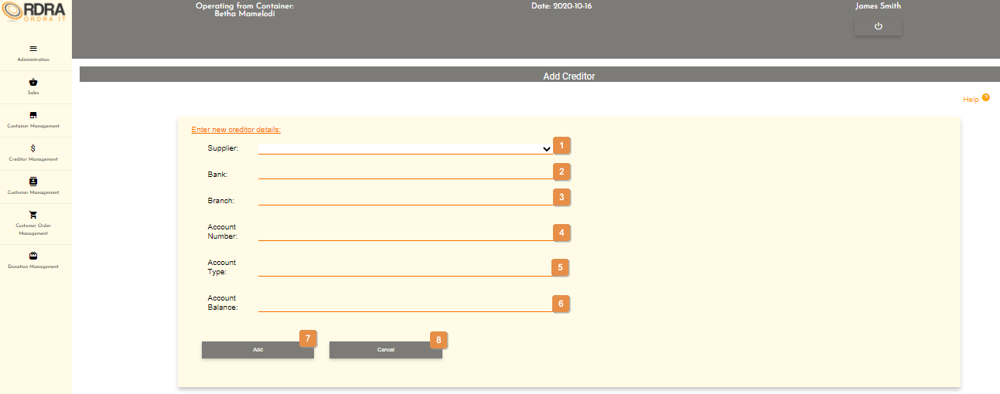 ORDRA
ORDRA IT
Operating from Container:
Betha Mamelodi
Date: 2020-10-16
James Smith
Administration
Sales
Container Management
Creditor Management
Customer Management
Customer Order
Management
Donation Management
Add Creditor
Help ?
Enter new creditor details:
Supplier:
1
Bank:
2
Branch:
3
Account
Number:
4
Account
Type:
5
Account
Balance:
6
Add
7
Cancel
8